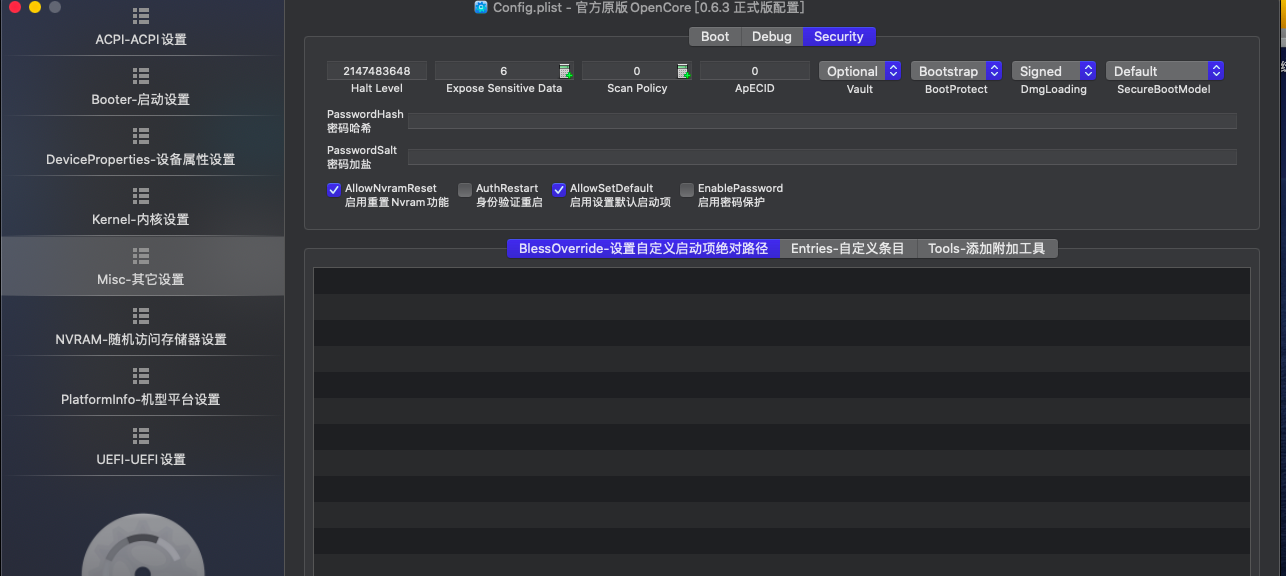 Config.plist - 官方原版 OpenCore [0.6.3 正式版配置]
ACPI-ACPI 设置
Booter-启动设置
DeviceProperties-设备属性设置
Kernel-内核设置
Misc-其它设置
NVRAM-随机访问存储器设置
PlatformInfo-机型平台设置
UEFI-UEFI 设置
Boot Debug Security
2147483648 6 0 0 Optional Bootstrap Signed Default
Halt Level Expose Sensitive Data Scan Policy ApECID Vault BootProtect DmgLoading SecureBootModel
PasswordHash
密码哈希
PasswordSalt
密码加盐
AllowNvramReset AuthRestart AllowSetDefault EnablePassword
启用重置 Nvram 功能 身份验证重启 启用设置默认启动项 启用密码保护
BlessOverride-设置自定义启动项绝对路径 Entries-自定义条目 Tools-添加附加工具